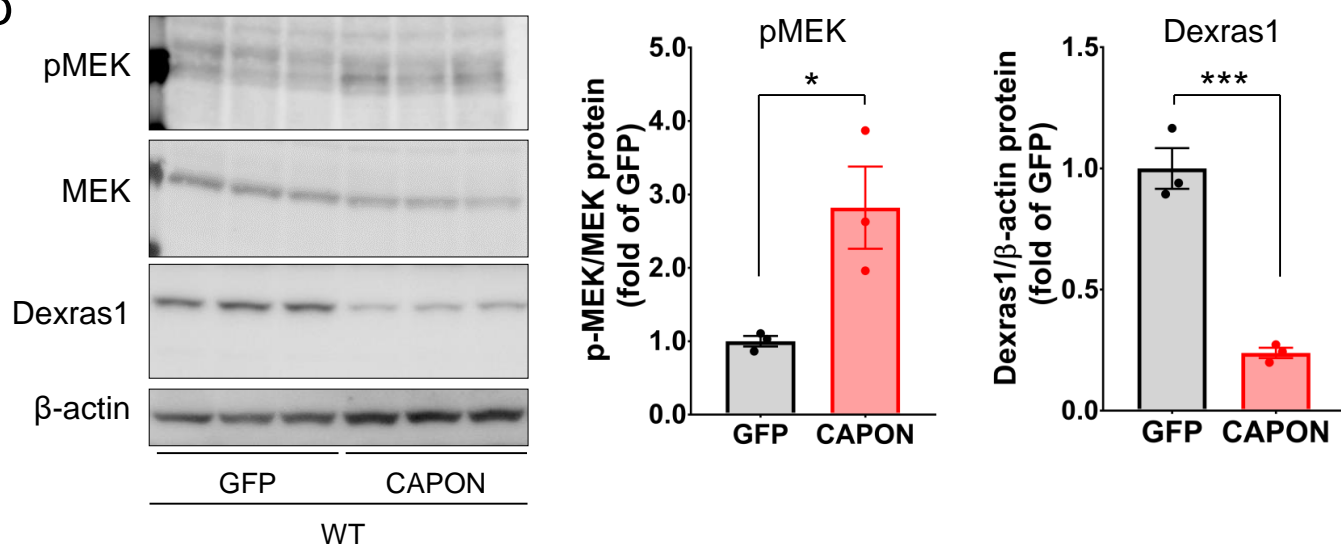 pMEK
MEK
Dexras1
β-actin
GFP CAPON
WT
pMEK
p-MEK/MEK protein
(fold of GFP)
5.0
4.0
3.0
2.0
1.0
0.0
*
GFP CAPON
Dexras1
Dexras1/β-actin protein
(fold of GFP)
1.5
1.0
0.5
0.0
***
GFP CAPON